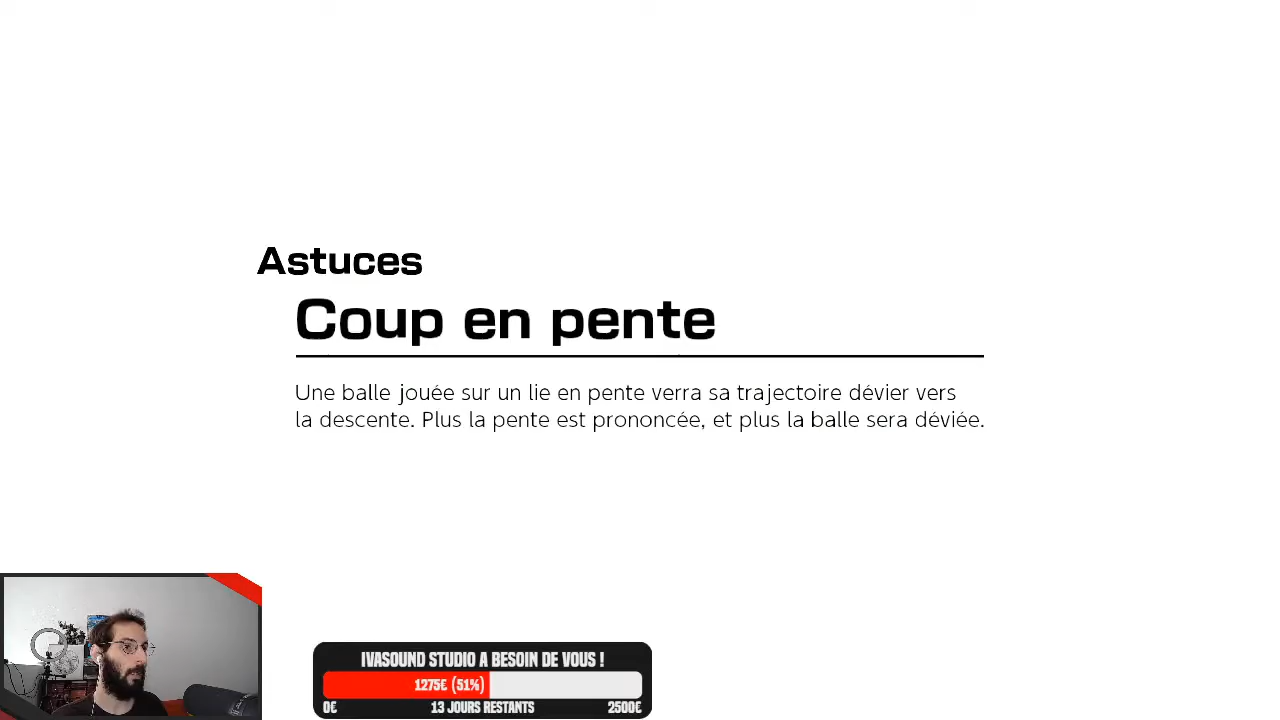 Astuces
Coup en pente
Une balle jouée sur un lie en pente verra sa trajectoire dévier vers
la descente. Plus la pente est prononcée, et plus la balle sera déviée.
IVASOUND STUDIO A BESOIN DE VOUS !
1275€ (51%)
0€ 13 JOURS RESTANTS 2500€